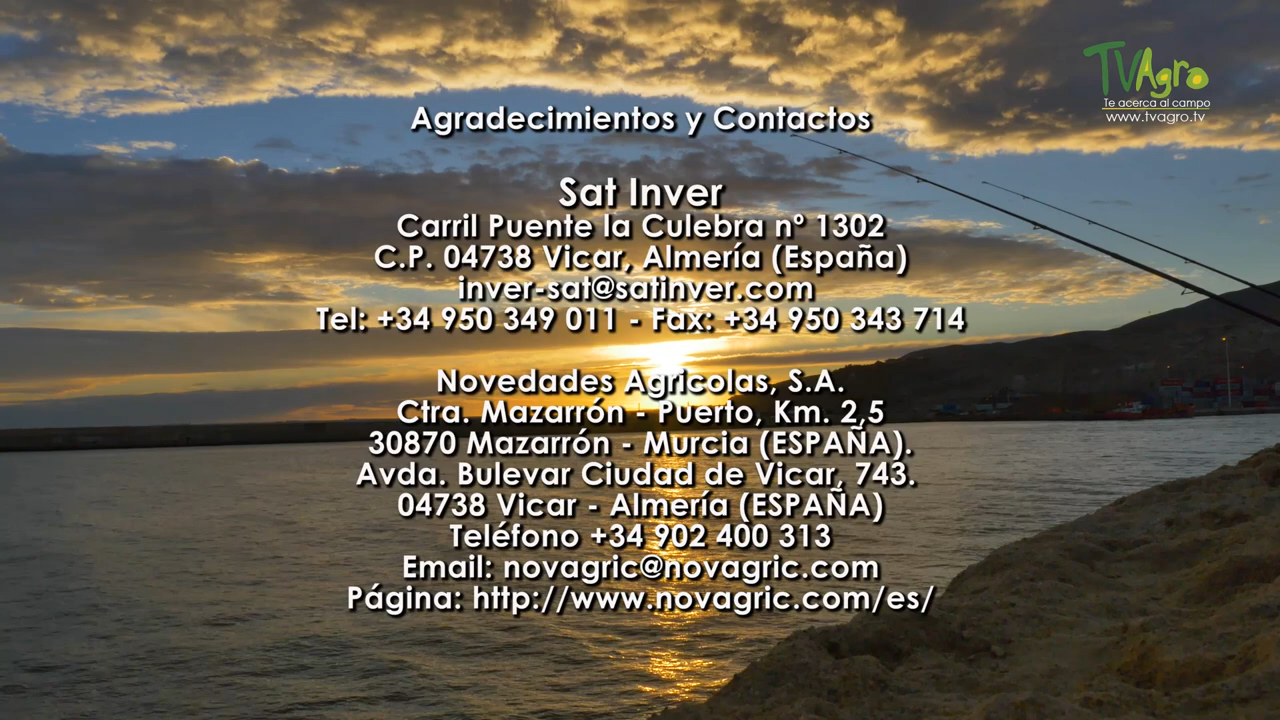 TVAgro
Te acerca al campo
www.tvagro.tv
Agradecimientos y Contactos
Sat Inver
Carril Puente la Culebra nº 1302
C.P. 04738 Vicar, Almería (España)
inver-sat@satinver.com
Tel: +34 950 349 011 - Fax: +34 950 343 714
Novedades Agricolas, S.A.
Ctra. Mazarrón - Puerto, Km. 2,5
30870 Mazarrón - Murcia (ESPAÑA).
Avda. Bulevar Ciudad de Vicar, 743.
04738 Vicar - Almería (ESPAÑA)
Teléfono +34 902 400 313
Email: novagric@novagric.com
Página: http://www.novagric.com/es/